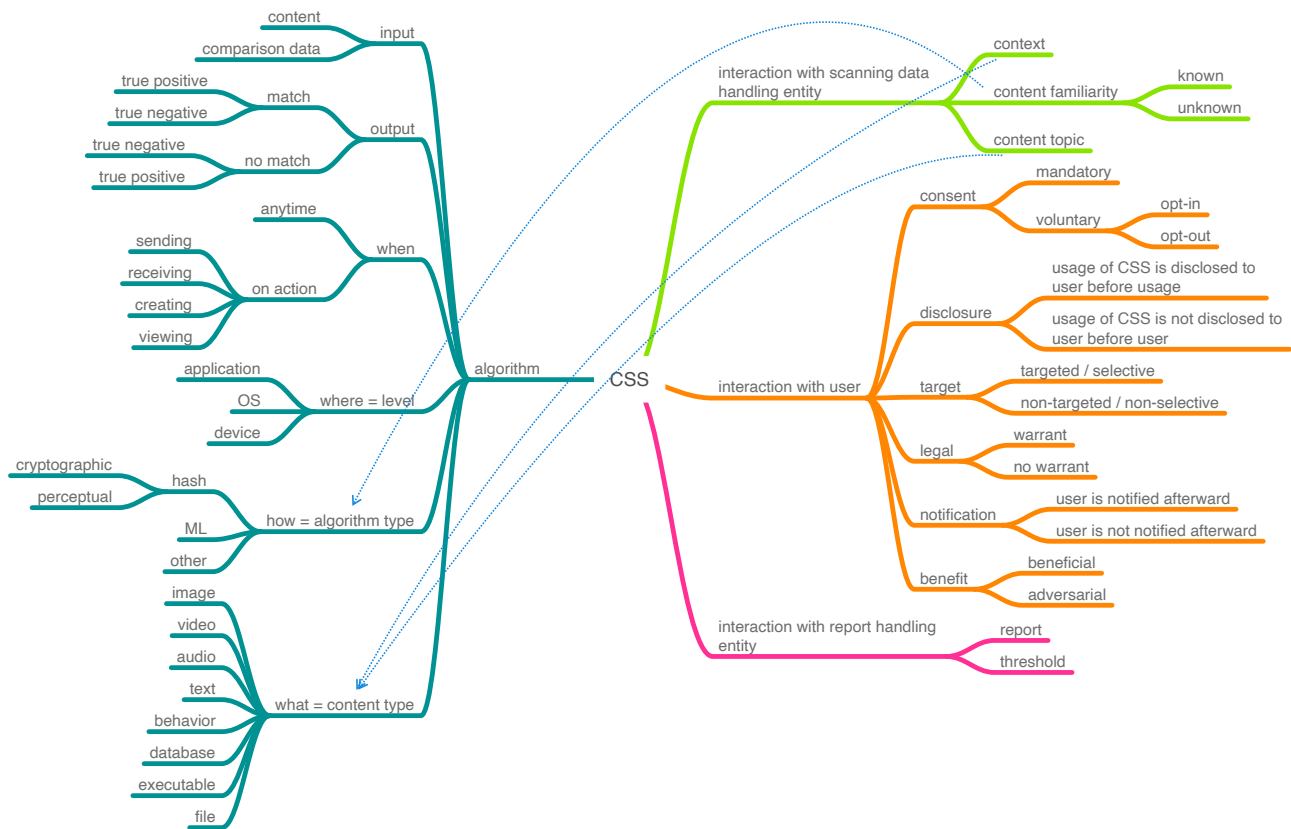 content
comparison data
input
true positive
true negative
match
true negative
true positive
no match
output
anytime
sending
receiving
creating
viewing
on action
when
application
OS
device
where = level
cryptographic
perceptual
hash
ML
other
how = algorithm type
image
video
audio
text
behavior
database
executable
file
what = content type
algorithm
CSS
interaction with scanning data
handling entity
context
content familiarity
known
unknown
content topic
interaction with user
consent
mandatory
voluntary
opt-in
opt-out
disclosure
usage of CSS is disclosed to
user before usage
usage of CSS is not disclosed to
user before user
target
targeted / selective
non-targeted / non-selective
legal
warrant
no warrant
notification
user is notified afterward
user is not notified afterward
benefit
beneficial
adversarial
interaction with report handling
entity
report
threshold